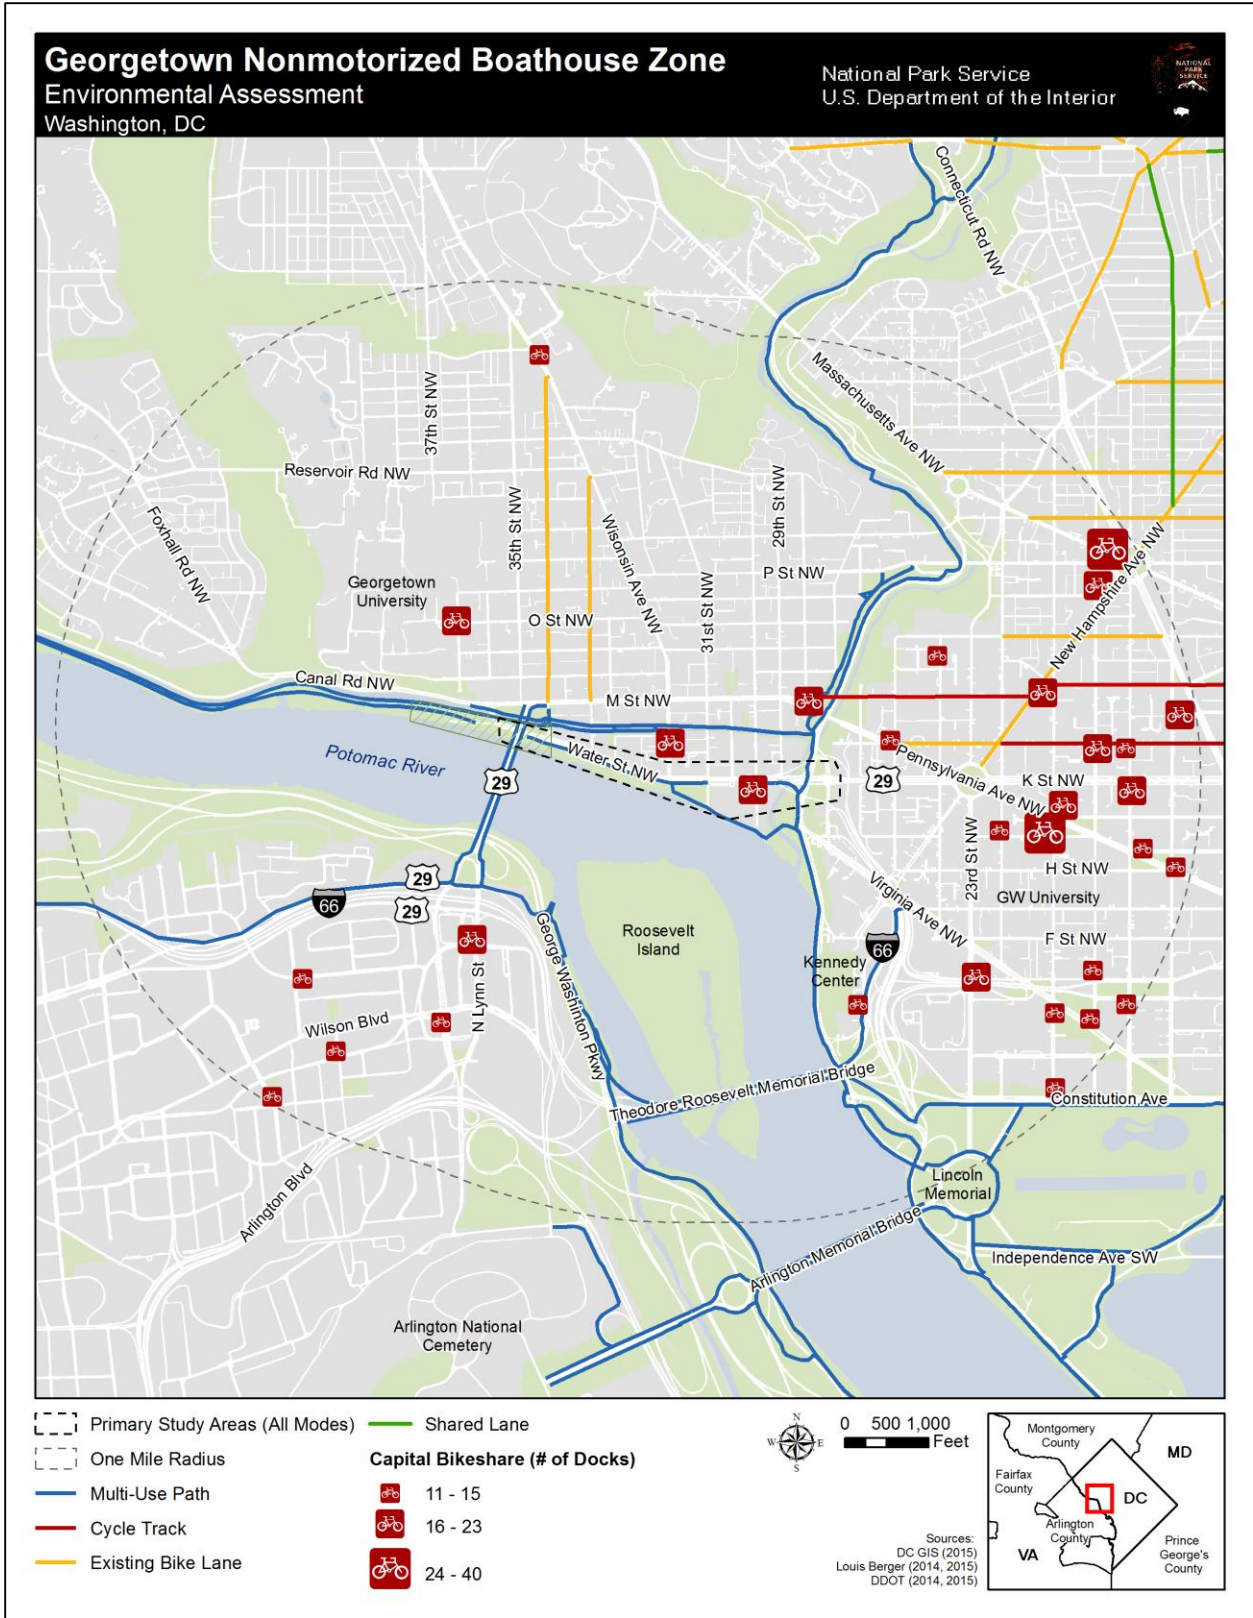 Georgetown Nonmotorized Boathouse Zone
Environmental Assessment
Washington, DC
National Park Service
U.S. Department of the Interior
NATIONAL
PARK
SERVICE
Connecticut Rd NW
Massachusetts Ave NW
37th St NW
Reservoir Rd NW
Foxhall Rd NW
35th St NW
Wisonsin Ave NW
29th St NW
31st St NW
P St NW
New Hampshire Ave NW
Georgetown
University
O St NW
Canal Rd NW
M St NW
Potomac River
Water St NW
29
29
Pennsylvania Ave NW
K St NW
23rd St NW
H St NW
GW University
Virginia Ave NW
F St NW
29
29
66
66
Roosevelt
Island
Kennedy
Center
George Washinton Pkwy
N Lynn St
Wilson Blvd
Theodore Roosevelt Memorial Bridge
Constitution Ave
Arlington Blvd
Lincoln
Memorial
Arlington Memorial Bridge
Independence Ave SW
Arlington National
Cemetery
Primary Study Areas (All Modes)
One Mile Radius
Multi-Use Path
Cycle Track
Existing Bike Lane
Shared Lane
Capital Bikeshare (# of Docks)
11 - 15
16 - 23
24 - 40
N
W E
S
0 500 1,000
Feet
Sources:
DC GIS (2015)
Louis Berger (2014, 2015)
DDOT (2014, 2015)
Montgomery
County
MD
Fairfax
County
DC
Arlington
County
VA
Prince
George's
County